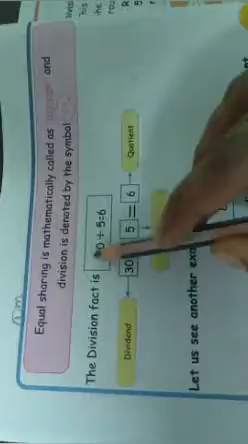 Equal sharing is mathematically called as and
division is denoted by the symbol
The Division fact is 30 ÷ 5=6
Dividend 30 5 = 6 Quotient
Let us see another